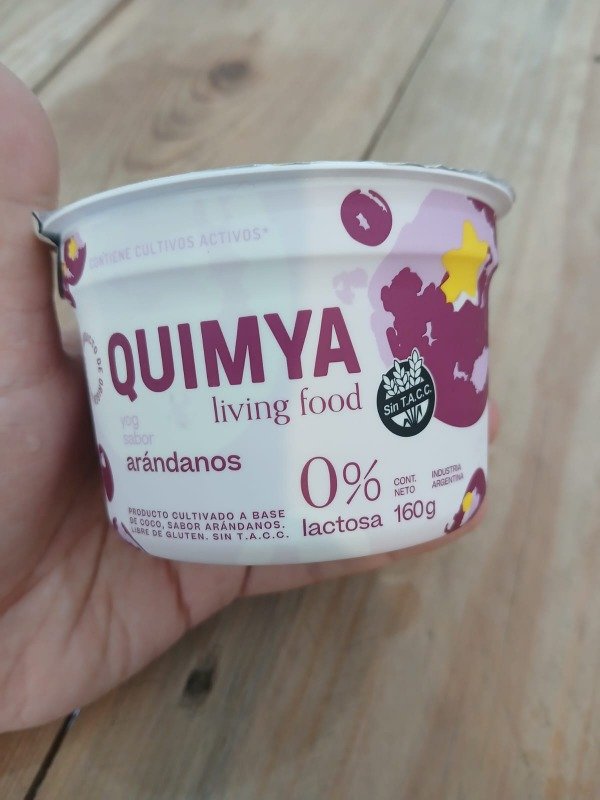 CONTIENE CULTIVOS ACTIVOS*
QUIMYA
living food
Sin T.A.C.C.
yog
sabor
arándanos
0%
lactosa
CONT.
NETO
160g
INDUSTRIA
ARGENTINA
PRODUCTO CULTIVADO A BASE
DE COCO, SABOR ARÁNDANOS.
LIBRE DE GLUTEN. SIN T.A.C.C.